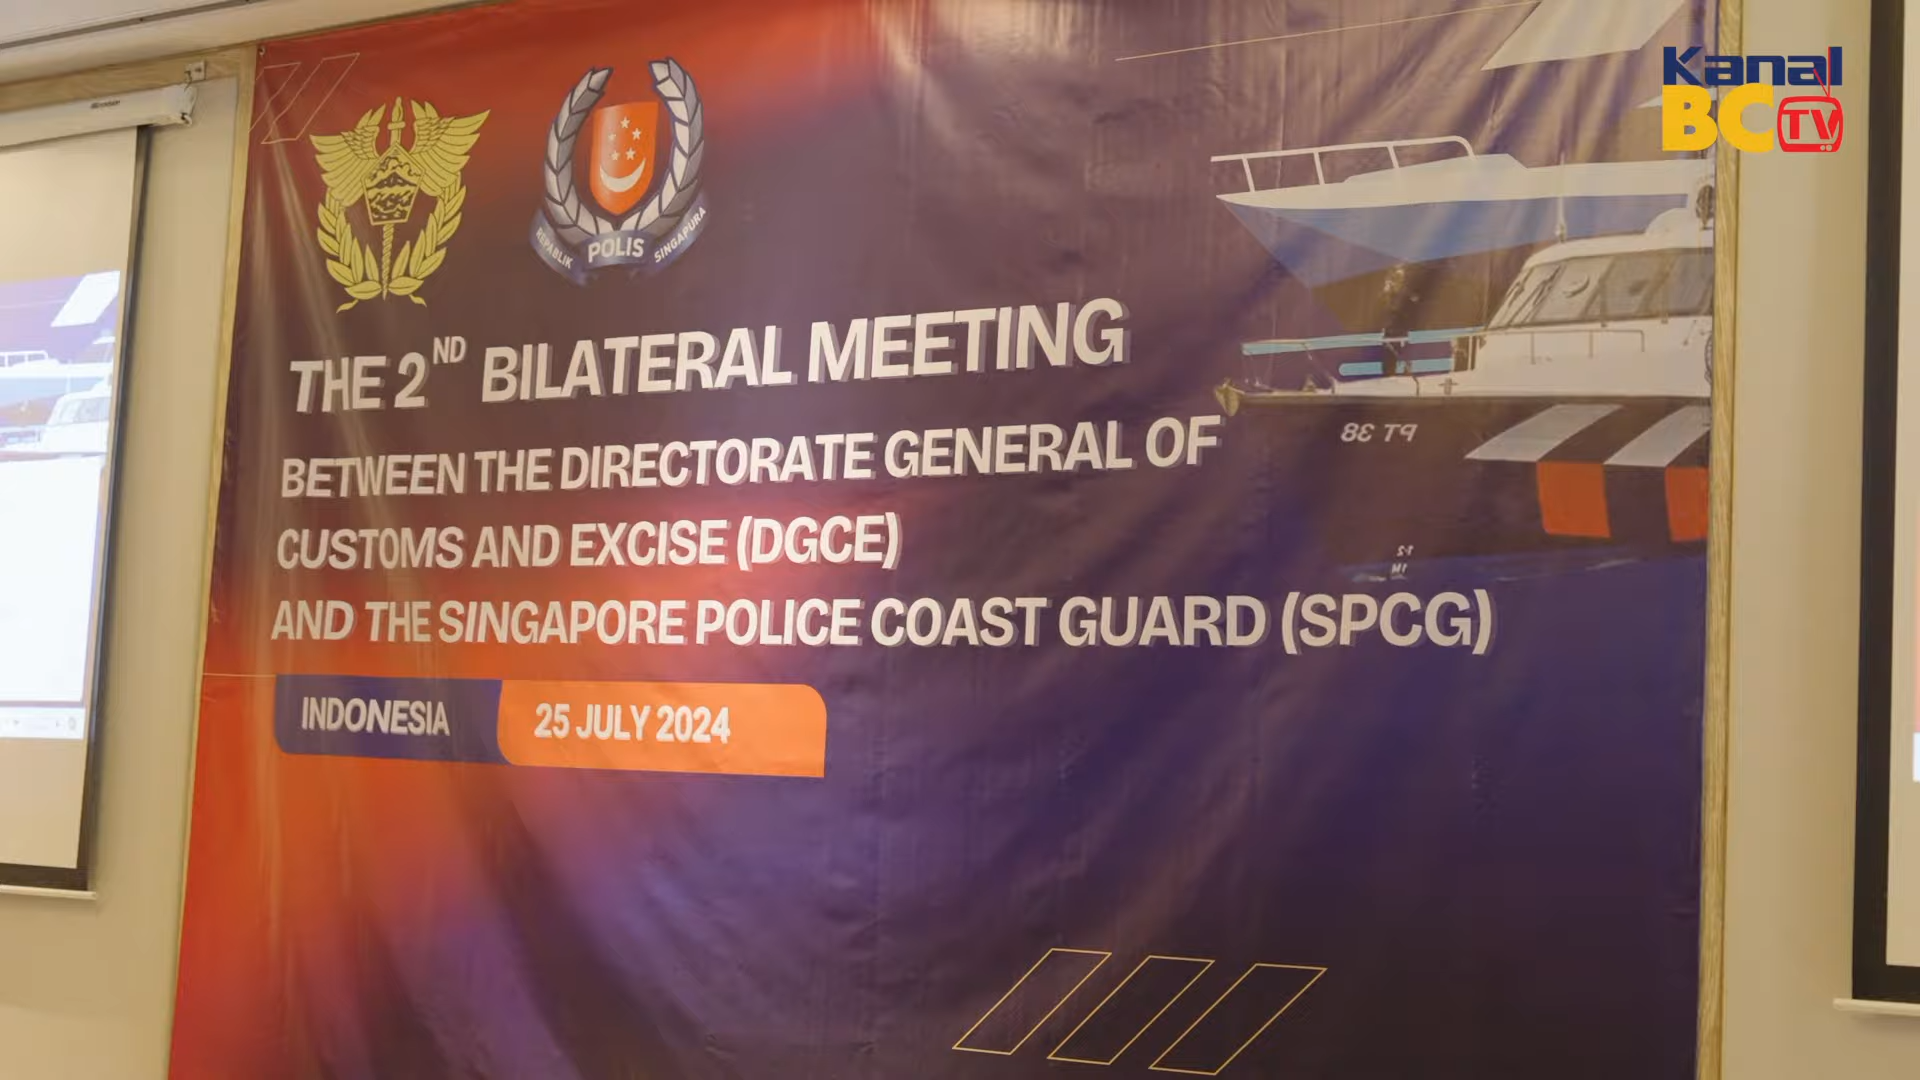 Kanal
BC TV
REPABLIK POLIS SINGAPURA
THE 2ND BILATERAL MEETING
BETWEEN THE DIRECTORATE GENERAL OF
CUSTOMS AND EXCISE (DGCE)
AND THE SINGAPORE POLICE COAST GUARD (SPCG)
INDONESIA 25 JULY 2024
PT 38